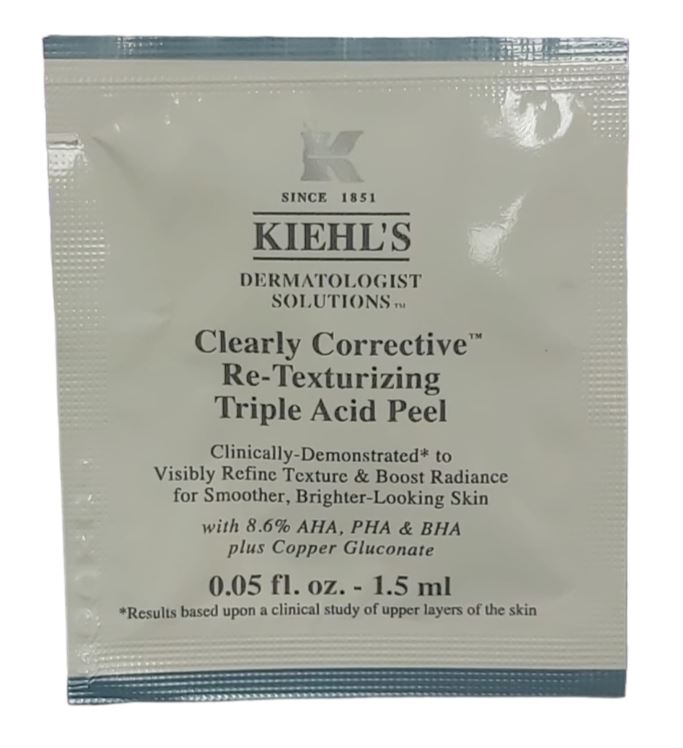 K
SINCE 1851
KIEHL'S
DERMATOLOGIST
SOLUTIONS™
Clearly Corrective™
Re-Texturizing
Triple Acid Peel
Clinically-Demonstrated* to
Visibly Refine Texture & Boost Radiance
for Smoother, Brighter-Looking Skin
with 8.6% AHA, PHA & BHA
plus Copper Gluconate
0.05 fl. oz. - 1.5 ml
*Results based upon a clinical study of upper layers of the skin